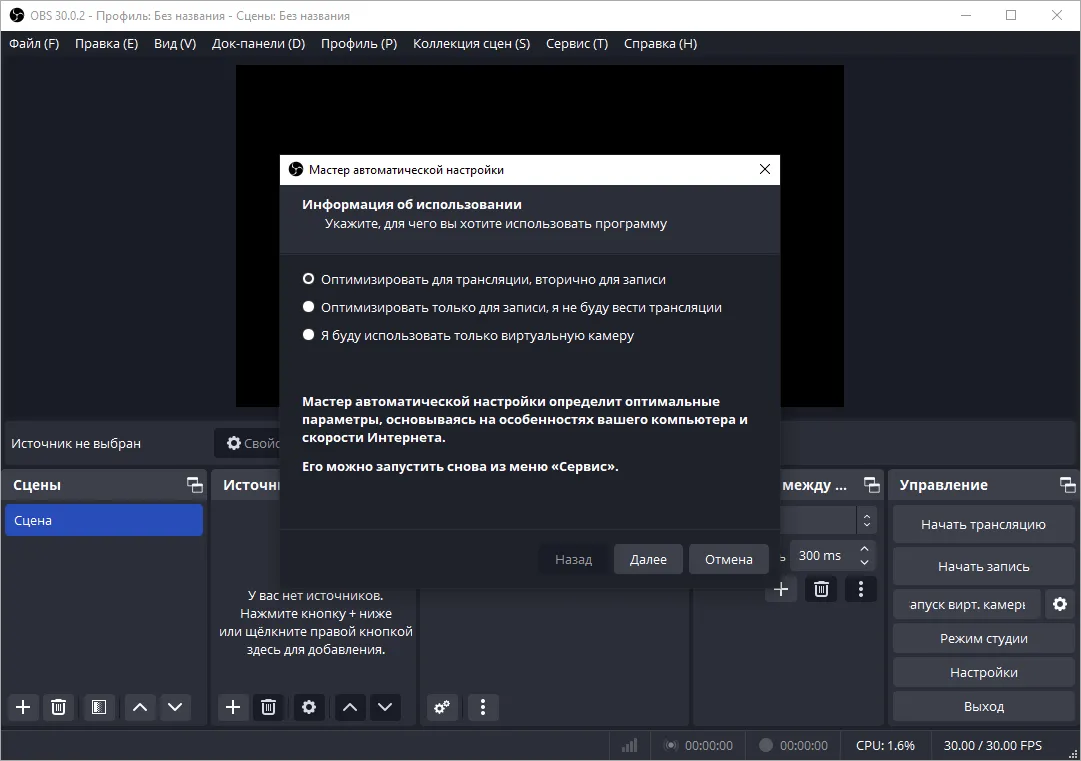 OBS 30.0.2 - Профиль: Без названия - Сцены: Без названия
Файл (F) Правка (E) Вид (V) Док-панели (D) Профиль (P) Коллекция сцен (S) Сервис (T) Справка (H)
Мастер автоматической настройки
Информация об использовании
Укажите, для чего вы хотите использовать программу
Оптимизировать для трансляции, вторично для записи
Оптимизировать только для записи, я не буду вести трансляции
Я буду использовать только виртуальную камеру
Мастер автоматической настройки определит оптимальные
параметры, основываясь на особенностях вашего компьютера и
скорости Интернета.
Его можно запустить снова из меню «Сервис».
Назад Далее Отмена
Источник не выбран
Свойс
Сцены
Сцена
Источн
У вас нет источников.
Нажмите кнопку + ниже
или щёлкните правой кнопкой
здесь для добавления.
между ...
ь 300 ms
Управление
Начать трансляцию
Начать запись
апуск вирт. камеры
Режим студии
Настройки
Выход
00:00:00 00:00:00 CPU: 1.6% 30.00 / 30.00 FPS